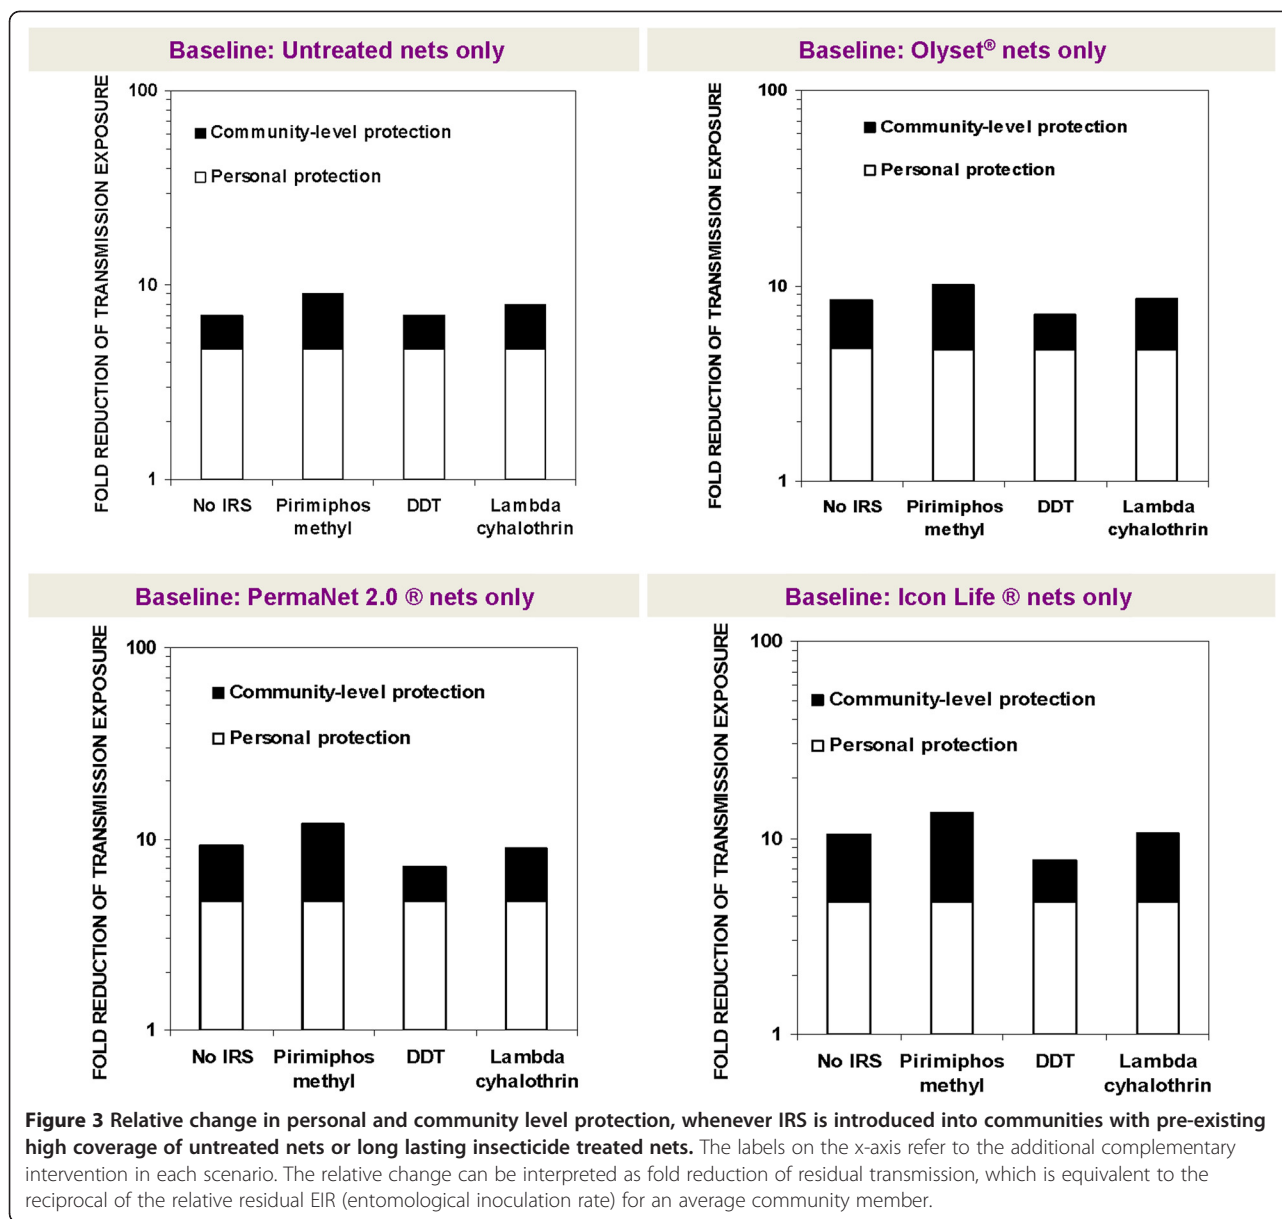 Baseline: Untreated nets only
FOLD REDUCTION OF TRANSMISSION EXPOSURE
100
10
1
Community-level protection
Personal protection
No IRS
Pirimiphos
methyl
DDT
Lambda
cyhalothrin
Baseline: Olyset® nets only
FOLD REDUCTION OF TRANSMISSION EXPOSURE
100
10
1
Community-level protection
Personal protection
No IRS
Pirimiphos
methyl
DDT
Lambda
cyhalothrin
Baseline: PermaNet 2.0 ® nets only
FOLD REDUCTION OF TRANSMISSION EXPOSURE
100
10
1
Community-level protection
Personal protection
No IRS
Pirimiphos
methyl
DDT
Lambda
cyhalothrin
Baseline: Icon Life ® nets only
FOLD REDUCTION OF TRANSMISSION EXPOSURE
100
10
1
Community-level protection
Personal protection
No IRS
Pirimiphos
methyl
DDT
Lambda
cyhalothrin
Figure 3 Relative change in personal and community level protection, whenever IRS is introduced into communities with pre-existing
high coverage of untreated nets or long lasting insecticide treated nets. The labels on the x-axis refer to the additional complementary
intervention in each scenario. The relative change can be interpreted as fold reduction of residual transmission, which is equivalent to the
reciprocal of the relative residual EIR (entomological inoculation rate) for an average community member.